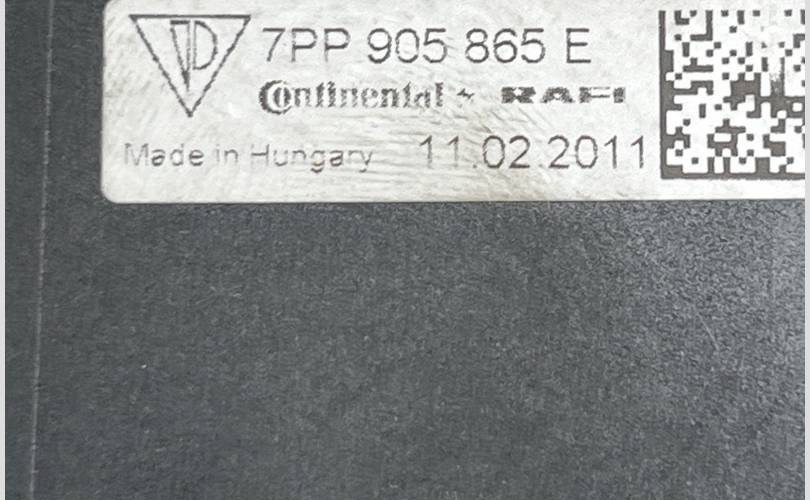 7PP 905 865 E
Continental RAFI
Made in Hungary 11.02.2011